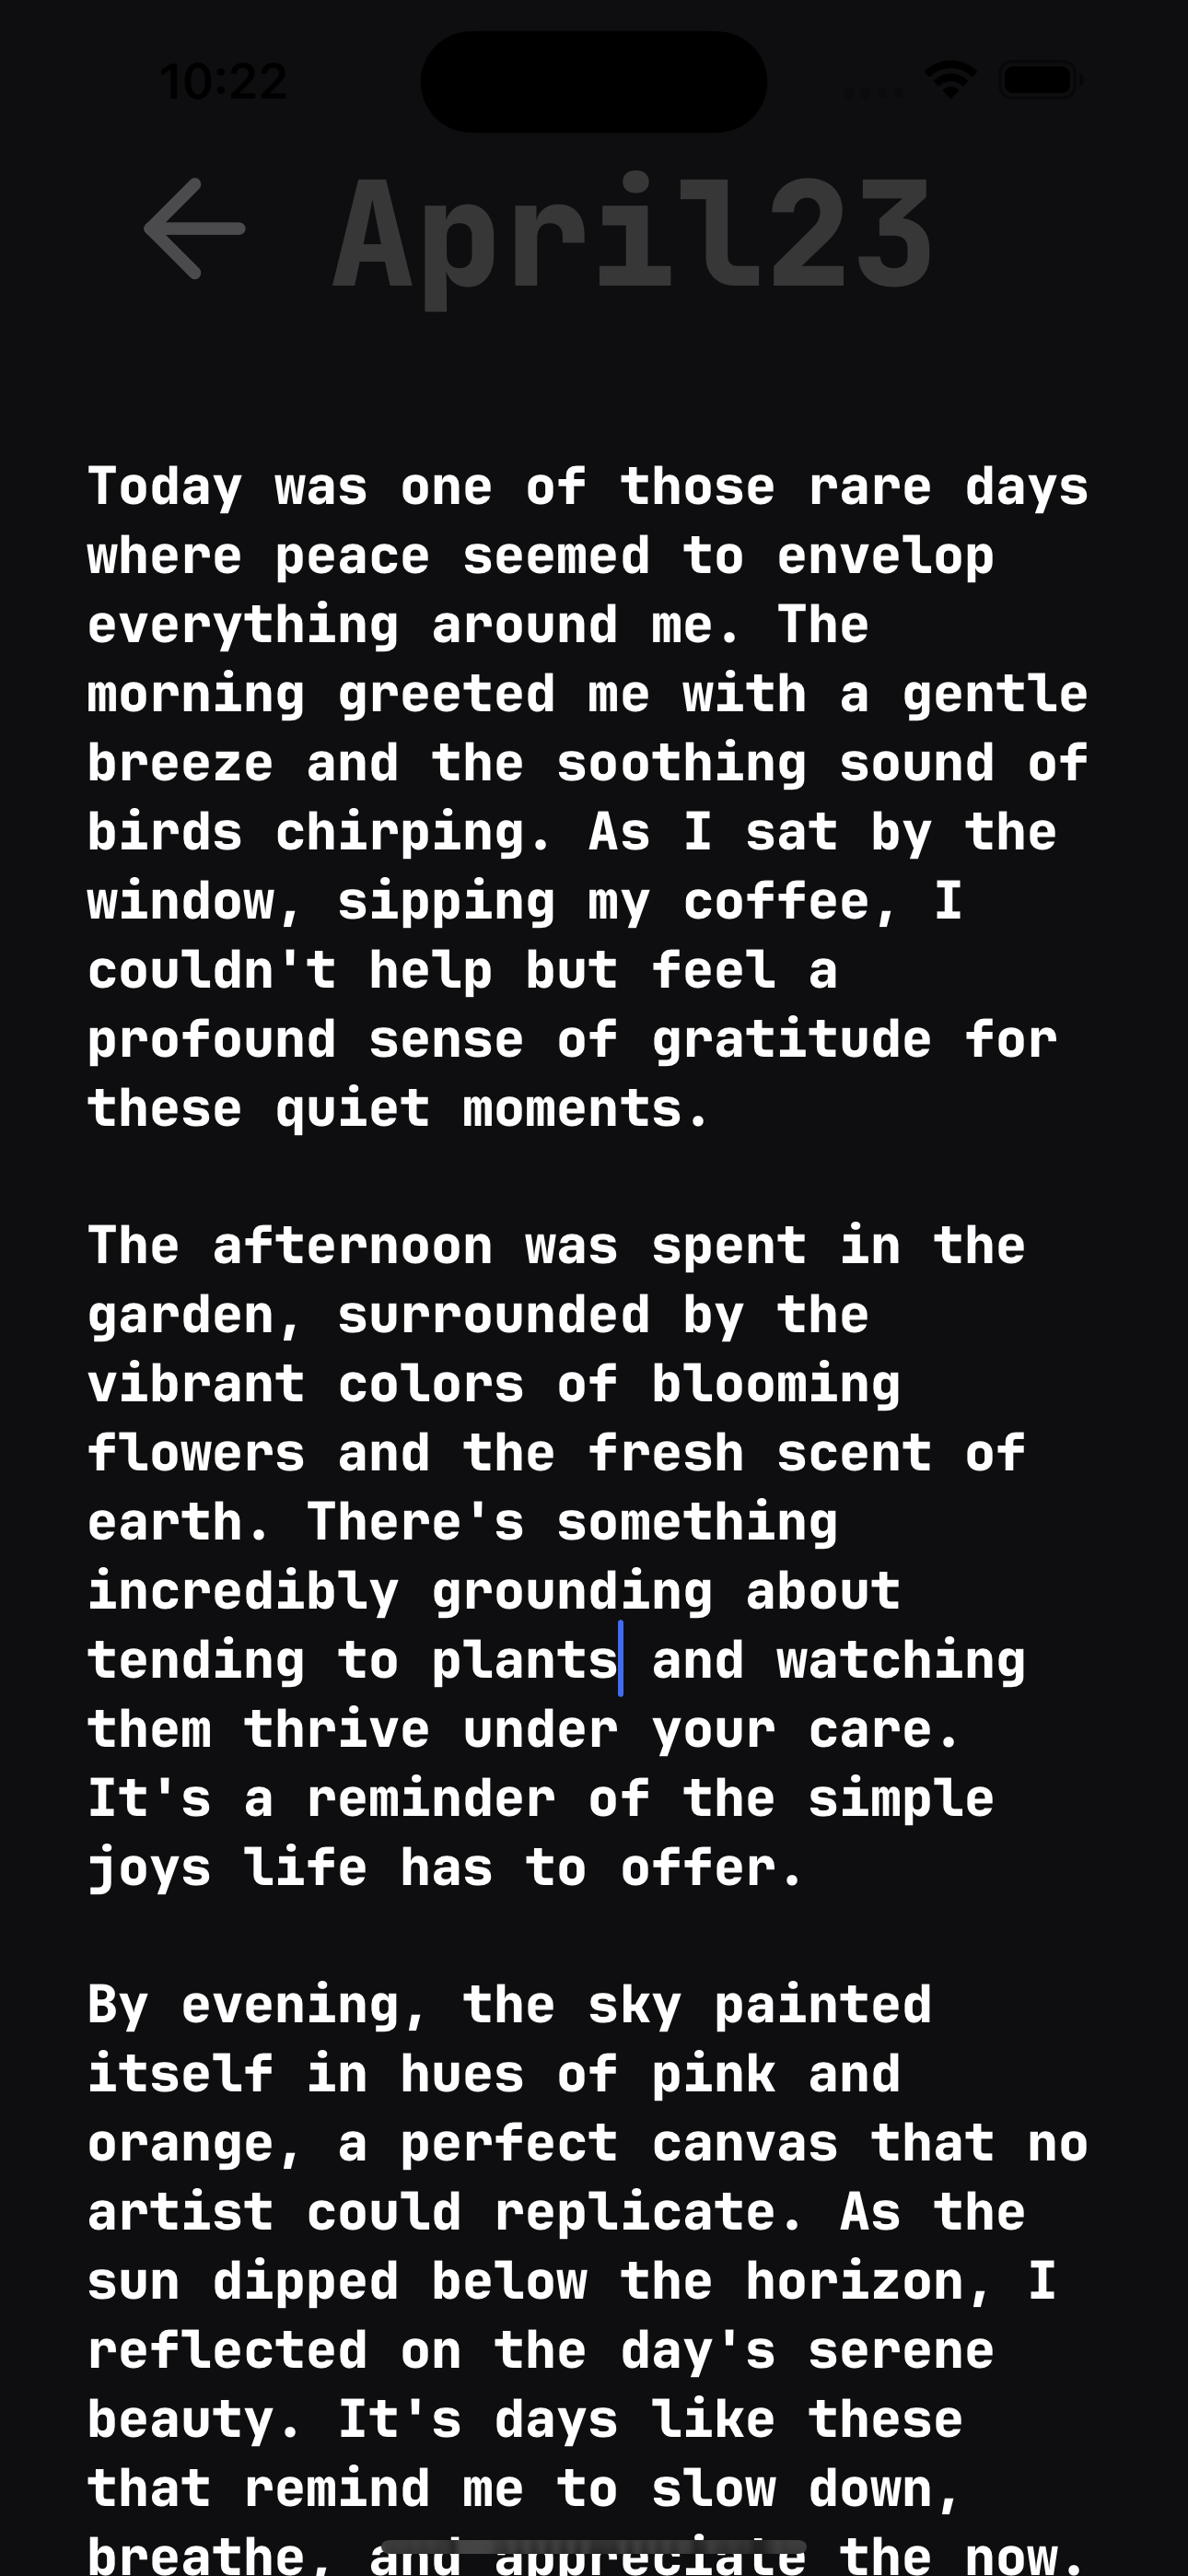 10:22
April23
Today was one of those rare days
where peace seemed to envelop
everything around me. The
morning greeted me with a gentle
breeze and the soothing sound of
birds chirping. As I sat by the
window, sipping my coffee, I
couldn't help but feel a
profound sense of gratitude for
these quiet moments.
The afternoon was spent in the
garden, surrounded by the
vibrant colors of blooming
flowers and the fresh scent of
earth. There's something
incredibly grounding about
tending to plants and watching
them thrive under your care.
It's a reminder of the simple
joys life has to offer.
By evening, the sky painted
itself in hues of pink and
orange, a perfect canvas that no
artist could replicate. As the
sun dipped below the horizon, I
reflected on the day's serene
beauty. It's days like these
that remind me to slow down,
breathe, and appreciate the now.